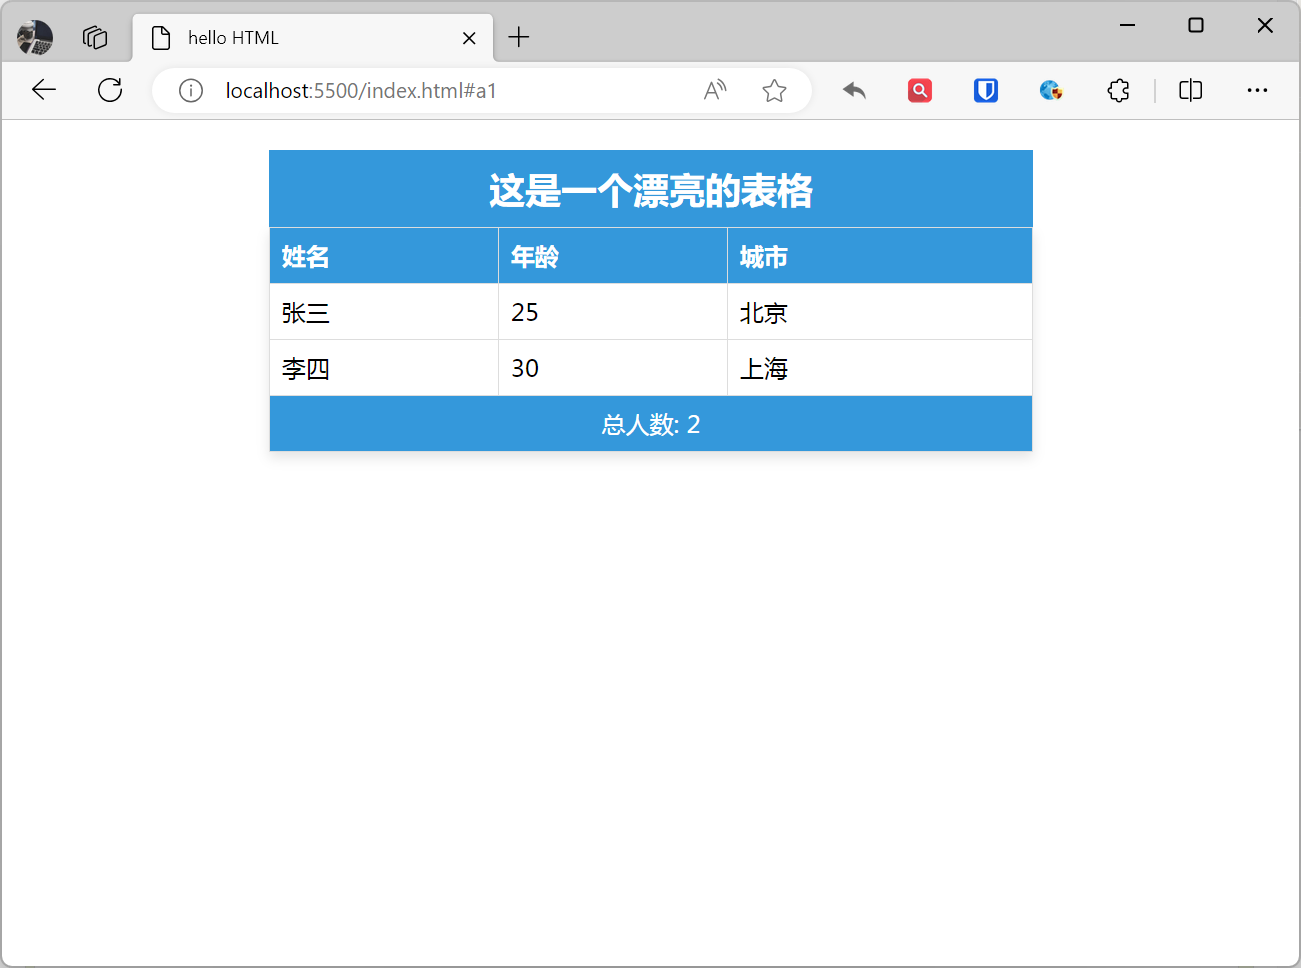 hello HTML
localhost:5500/index.html#a1
这是一个漂亮的表格
姓名 年龄 城市
张三 25 北京
李四 30 上海
总人数: 2